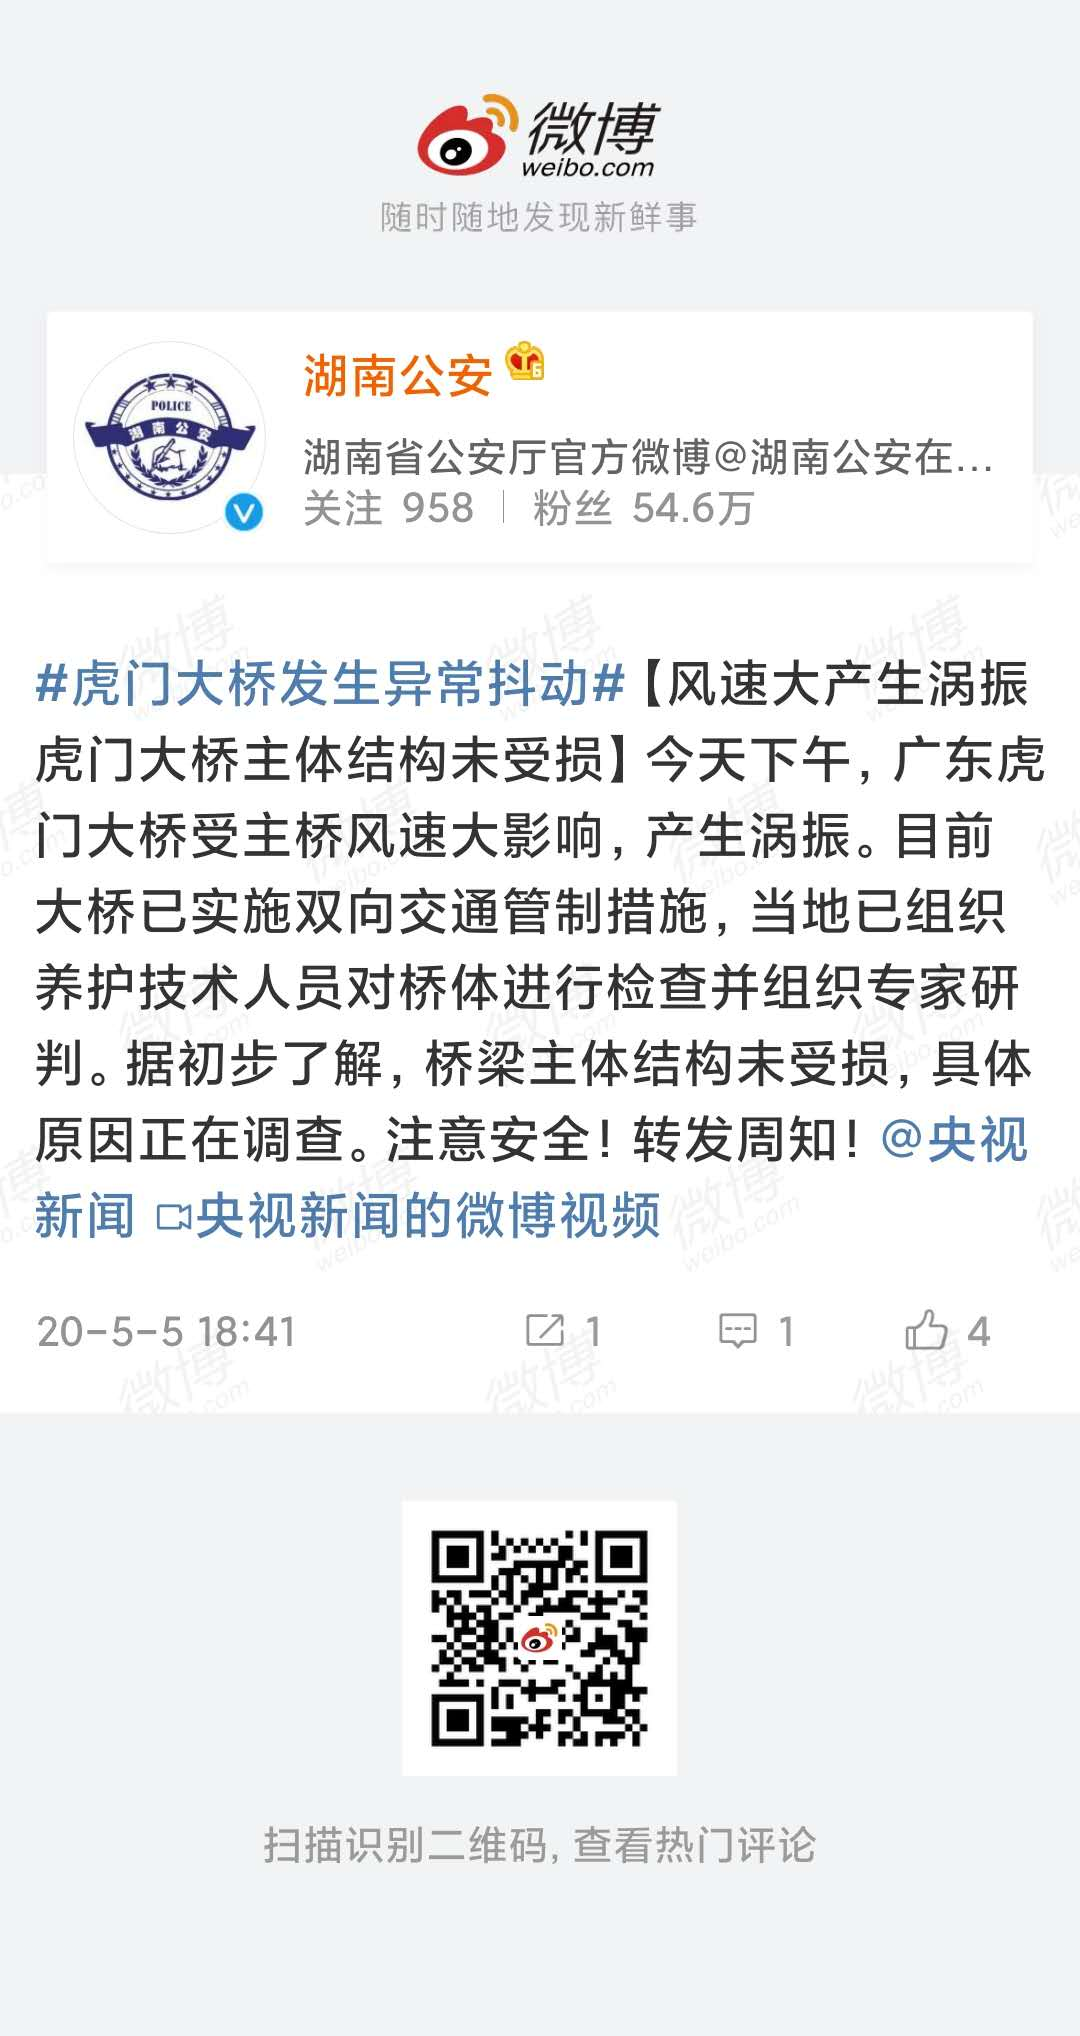 微博
weibo.com
随时随地发现新鲜事
POLICE
湖南公安
湖南公安
6
湖南省公安厅官方微博@湖南公安在...
关注 958 | 粉丝 54.6万
#虎门大桥发生异常抖动#【风速大产生涡振
虎门大桥主体结构未受损】今天下午，广东虎
门大桥受主桥风速大影响，产生涡振。目前
大桥已实施双向交通管制措施，当地已组织
养护技术人员对桥体进行检查并组织专家研
判。据初步了解，桥梁主体结构未受损，具体
原因正在调查。注意安全！转发周知！@央视
新闻 央视新闻的微博视频
20-5-5 18:41 1 1 4
扫描识别二维码，查看热门评论